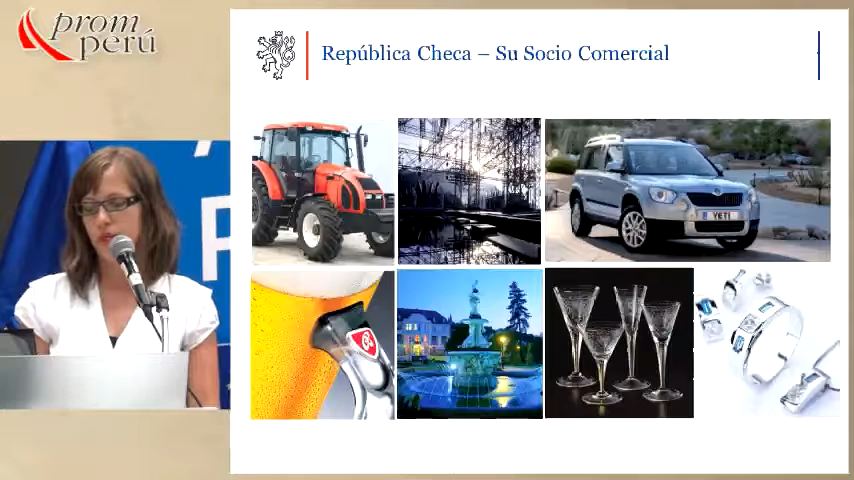 prom
perú
República Checa – Su Socio Comercial
YETI
P